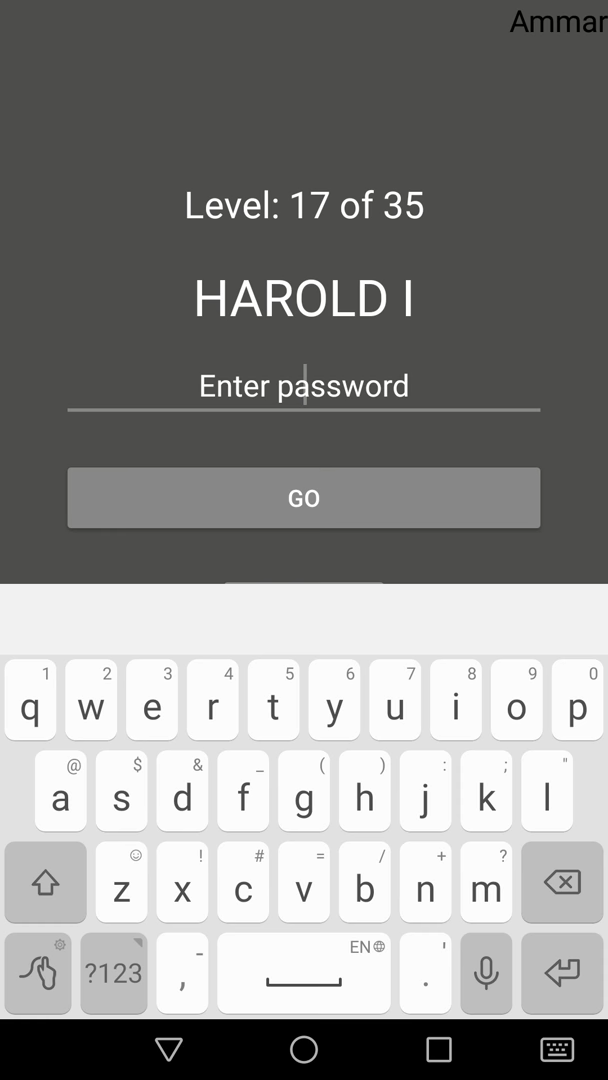 Ammar
Level: 17 of 35
HAROLD I
Enter password
GO
1 2 3 4 5 6 7 8 9 0
q w e r t y u i o p
@ $ & _ ( ) : ; "
a s d f g h j k l
! # = / + ?
z x c v b n m
- EN '
?123 , .